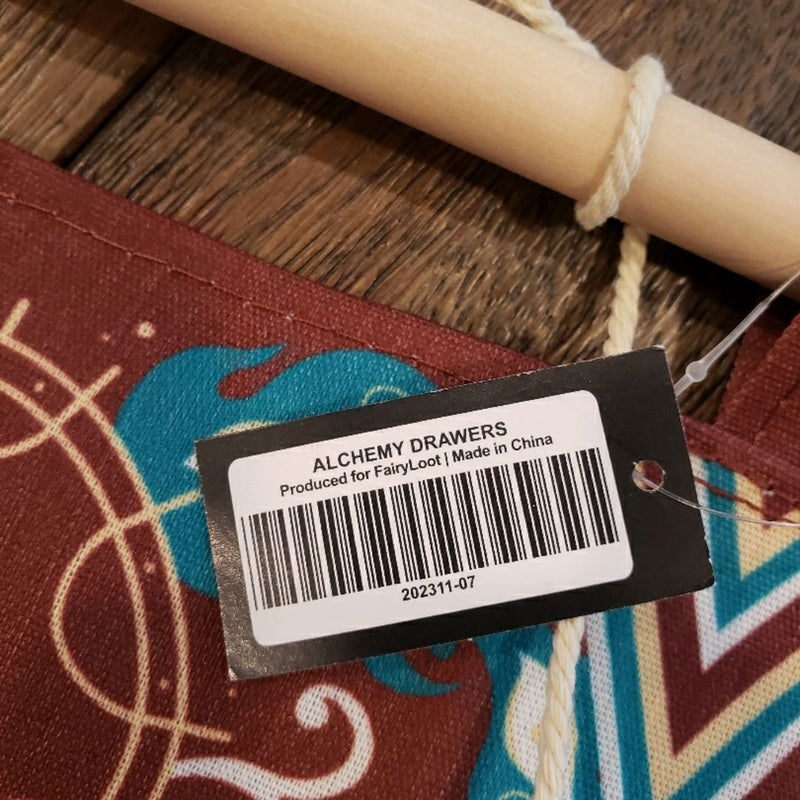 ALCHEMY DRAWERS
Produced for FairyLoot | Made in China
202311-07